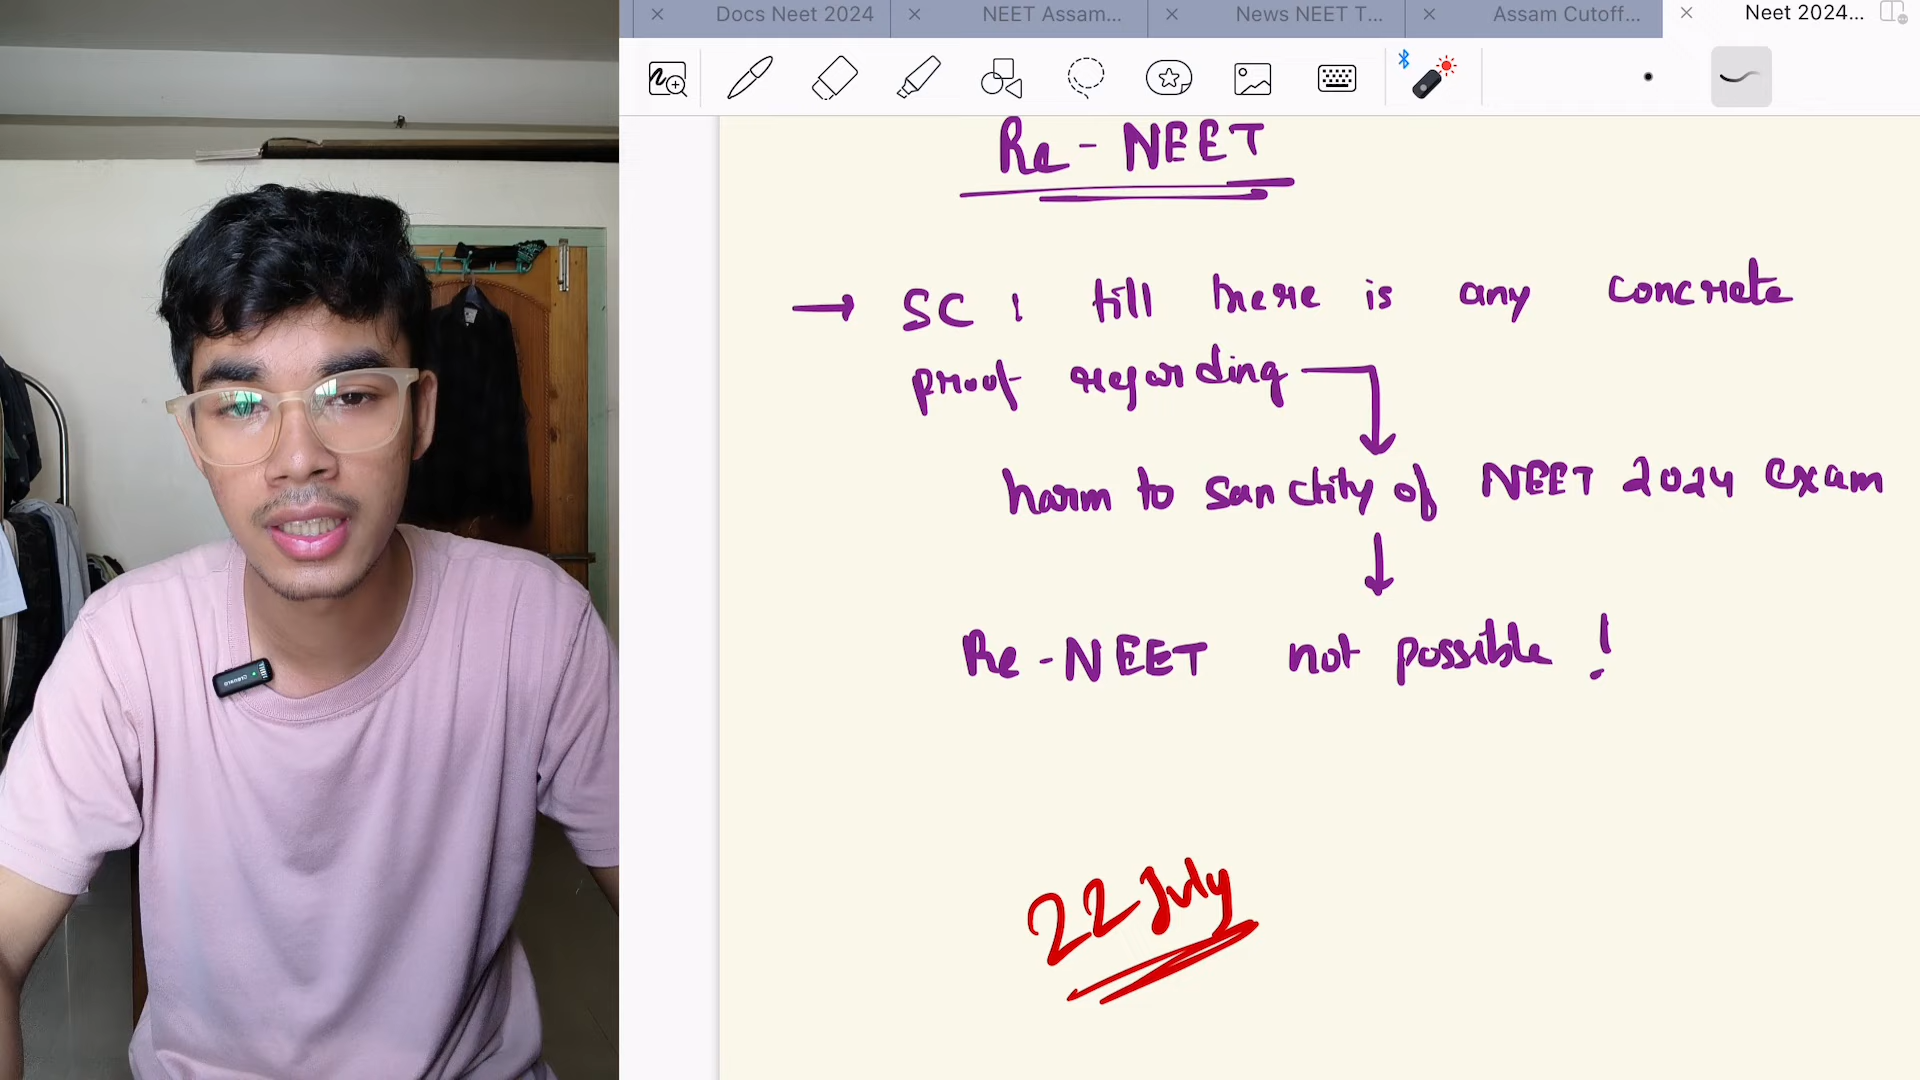 Docs Neet 2024
NEET Assam...
News NEET T...
Assam Cutoff...
Neet 2024...
Re - NEET
→ SC : till there is any concrete
proof regarding
harm to sanctity of NEET 2024 exam
Re - NEET not possible !
22 July